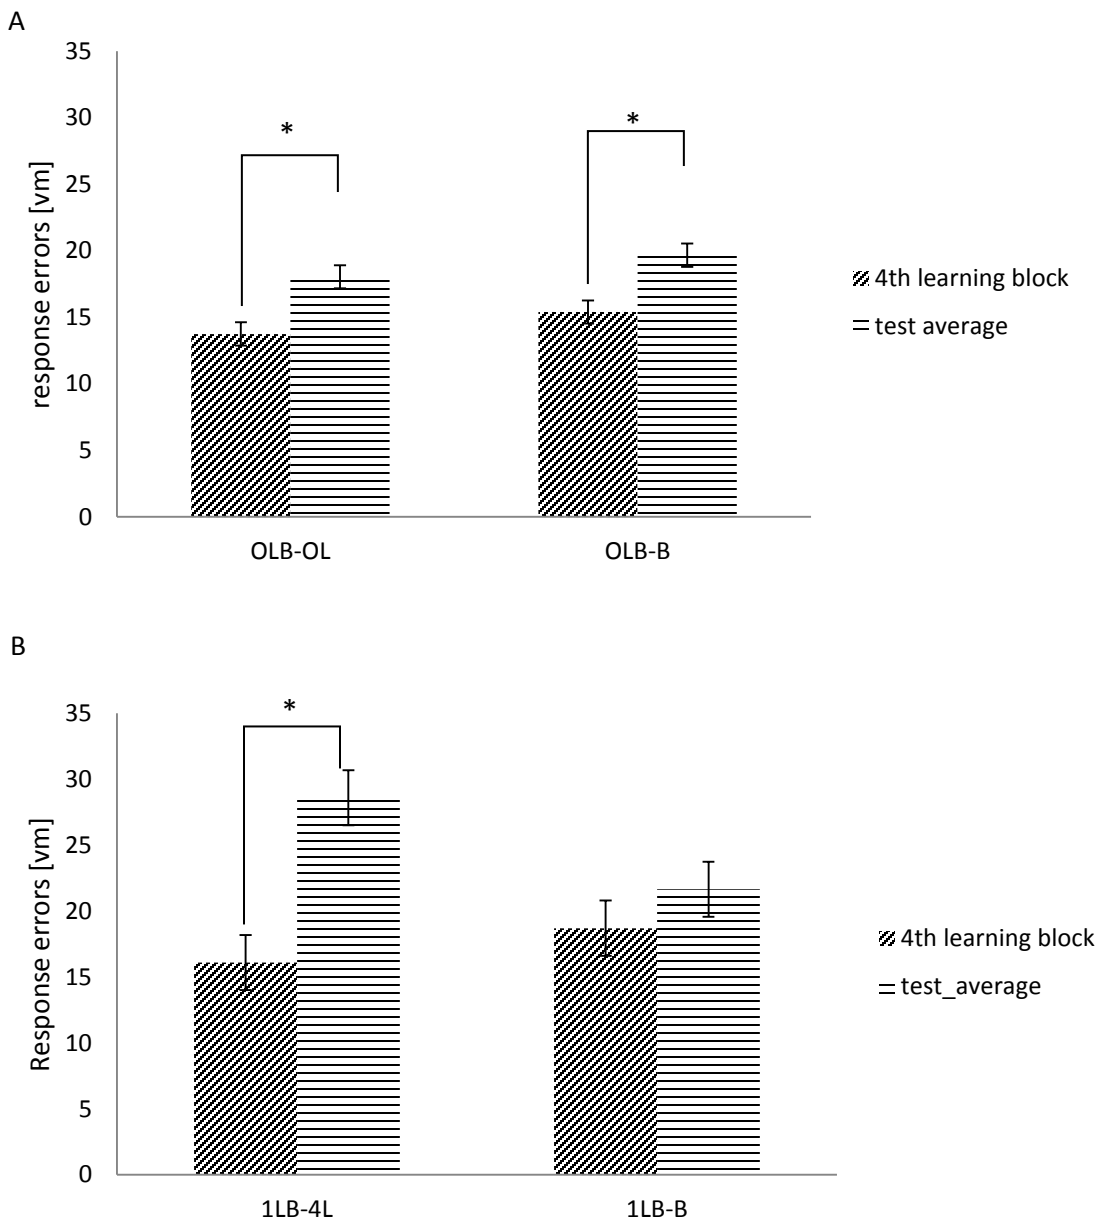 A
35
30
25
20
15
10
5
0
response errors [vm]
*
*
OLB-OL
OLB-B
4th learning block
test average
B
35
30
25
20
15
10
5
0
Response errors [vm]
*
1LB-4L
1LB-B
4th learning block
test_average